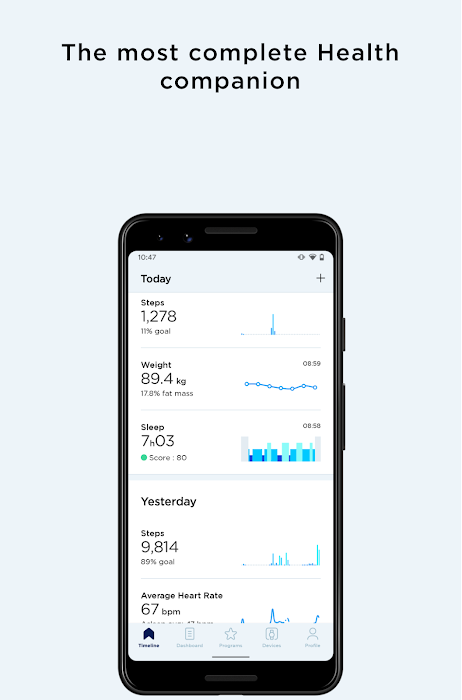 The most complete Health
companion
10:47
Today
+
Steps
1,278
11% goal
Weight
08:59
89.4 kg
17.8% fat mass
Sleep
08:58
7h03
Score : 80
Yesterday
Steps
9,814
89% goal
Average Heart Rate
67 bpm
Timeline
Dashboard
Programs
Devices
Profile